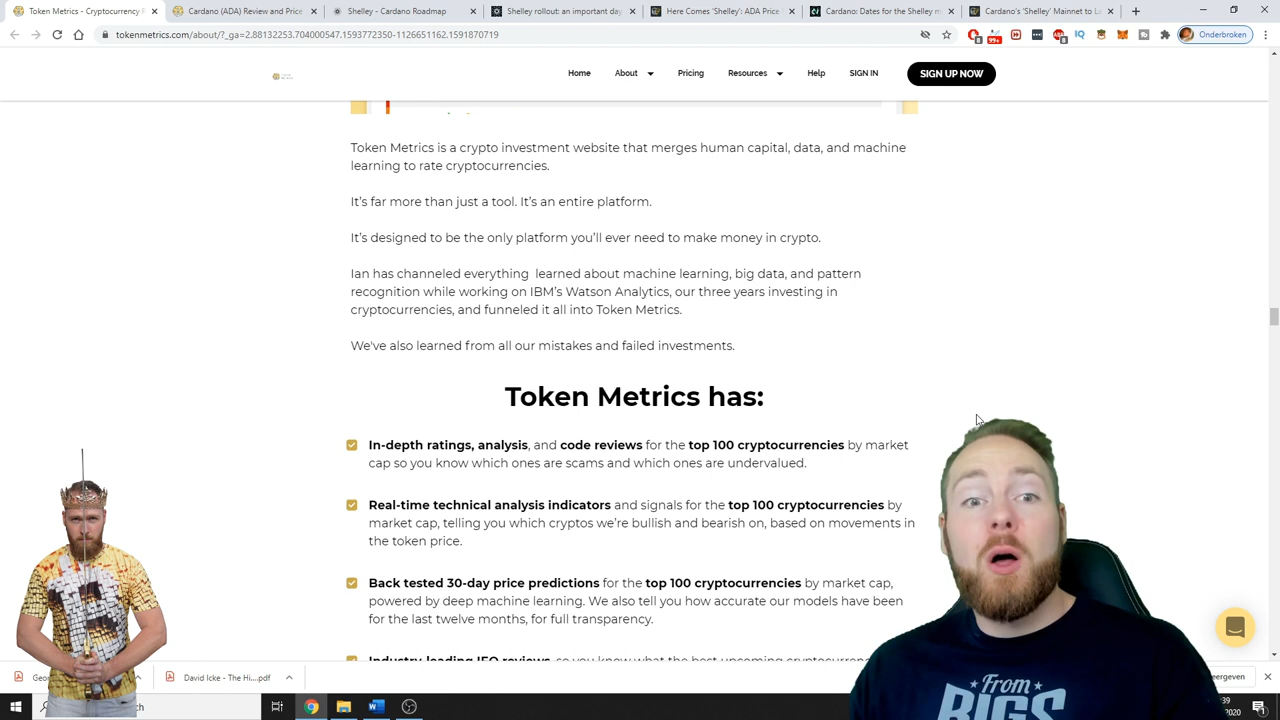 Cardano (ADA) Price
Cardano (ADA) Review and Price
Cardano Roadmap
Shelley: Mainnet rollout day
Here Comes 'Shelley': ADA Price
Cardano Dates for the Shelley m
Cardano's 'Shelley' Mainnet to La
tokenmetrics.com/about/?_ga=2.88132253.704000547.1593772350-1126651162.1591870719
Onderbroken
Home
About
Pricing
Resources
Help
SIGN IN
SIGN UP NOW
Token Metrics is a crypto investment website that merges human capital, data, and machine
learning to rate cryptocurrencies.
It's far more than just a tool. It's an entire platform.
It's designed to be the only platform you'll ever need to make money in crypto.
Ian has channeled everything learned about machine learning, big data, and pattern
recognition while working on IBM's Watson Analytics, our three years investing in
cryptocurrencies, and funneled it all into Token Metrics.
We've also learned from all our mistakes and failed investments.
Token Metrics has:
In-depth ratings, analysis, and code reviews for the top 100 cryptocurrencies by market
cap so you know which ones are scams and which ones are undervalued.
Real-time technical analysis indicators and signals for the top 100 cryptocurrencies by
market cap, telling you which cryptos we're bullish and bearish on, based on movements in
the token price.
Back tested 30-day price predictions for the top 100 cryptocurrencies by market cap,
powered by deep machine learning. We also tell you how accurate our models have been
for the last twelve months, for full transparency.
Geor
David Icke - The Hi....pdf
eergeven
rch
39
2020
From
RIGS